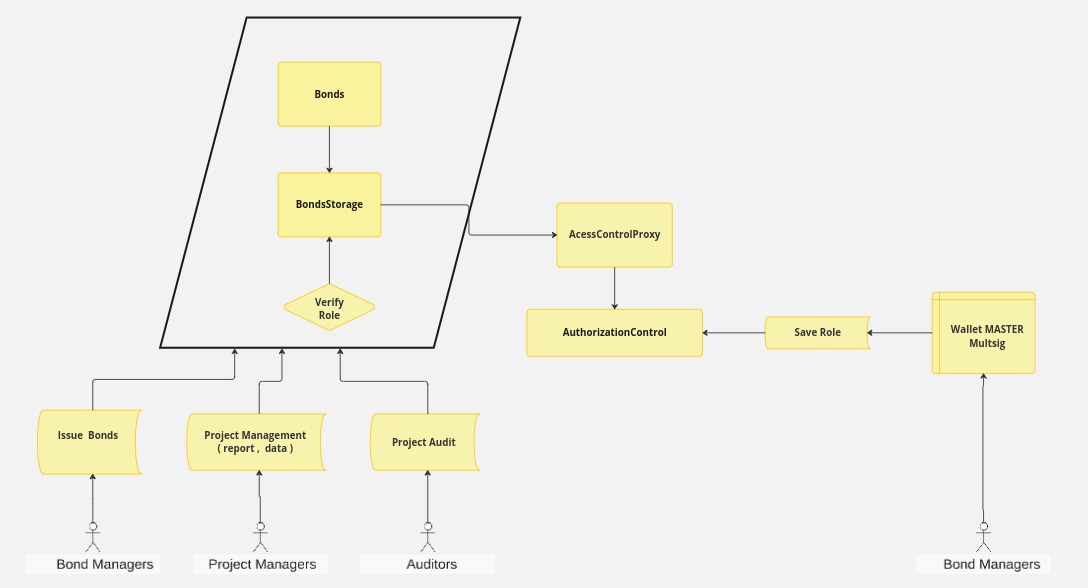 Bonds
BondsStorage
AcessControlProxy
Verify
Role
AuthorizationControl
Save Role
Wallet MASTER
Multsig
Issue Bonds
Project Management
( report , data )
Project Audit
Bond Managers
Project Managers
Auditors
Bond Managers